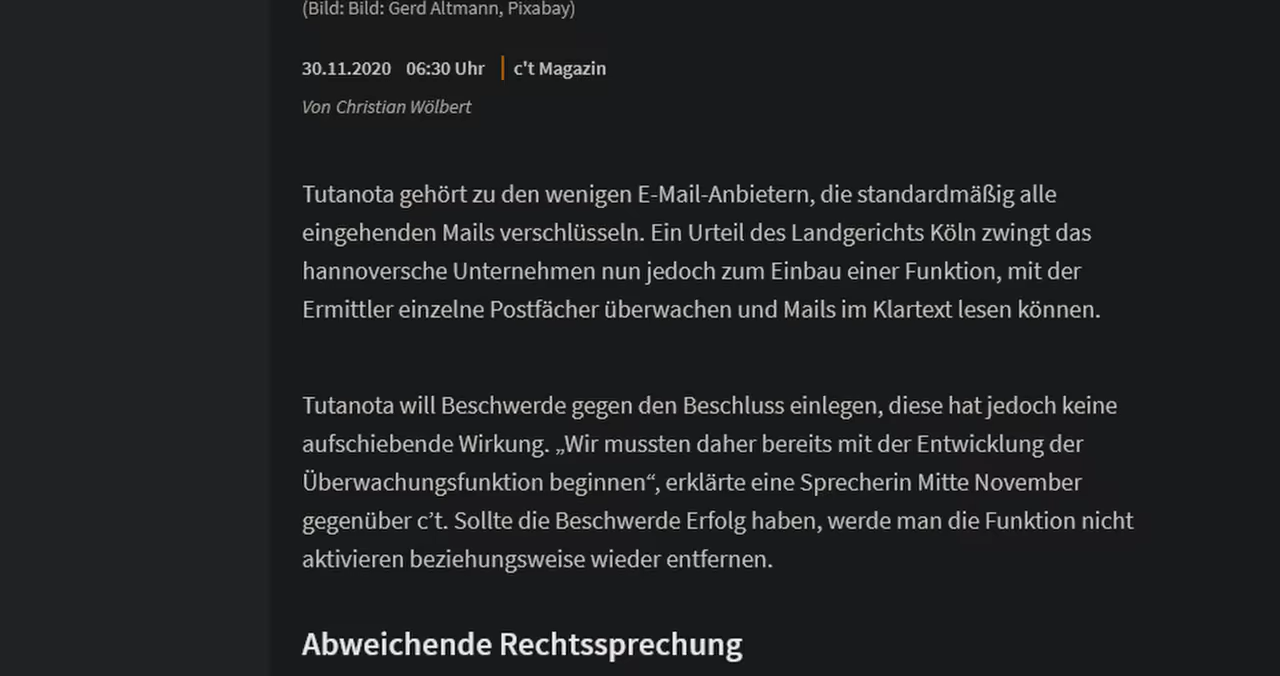 (Bild: Bild: Gerd Altmann, Pixabay)
30.11.2020 06:30 Uhr c't Magazin
Von Christian Wölbert
Tutanota gehört zu den wenigen E-Mail-Anbietern, die standardmäßig alle
eingehenden Mails verschlüsseln. Ein Urteil des Landgerichts Köln zwingt das
hannoversche Unternehmen nun jedoch zum Einbau einer Funktion, mit der
Ermittler einzelne Postfächer überwachen und Mails im Klartext lesen können.
Tutanota will Beschwerde gegen den Beschluss einlegen, diese hat jedoch keine
aufschiebende Wirkung. „Wir mussten daher bereits mit der Entwicklung der
Überwachungsfunktion beginnen“, erklärte eine Sprecherin Mitte November
gegenüber c’t. Sollte die Beschwerde Erfolg haben, werde man die Funktion nicht
aktivieren beziehungsweise wieder entfernen.
Abweichende Rechtssprechung